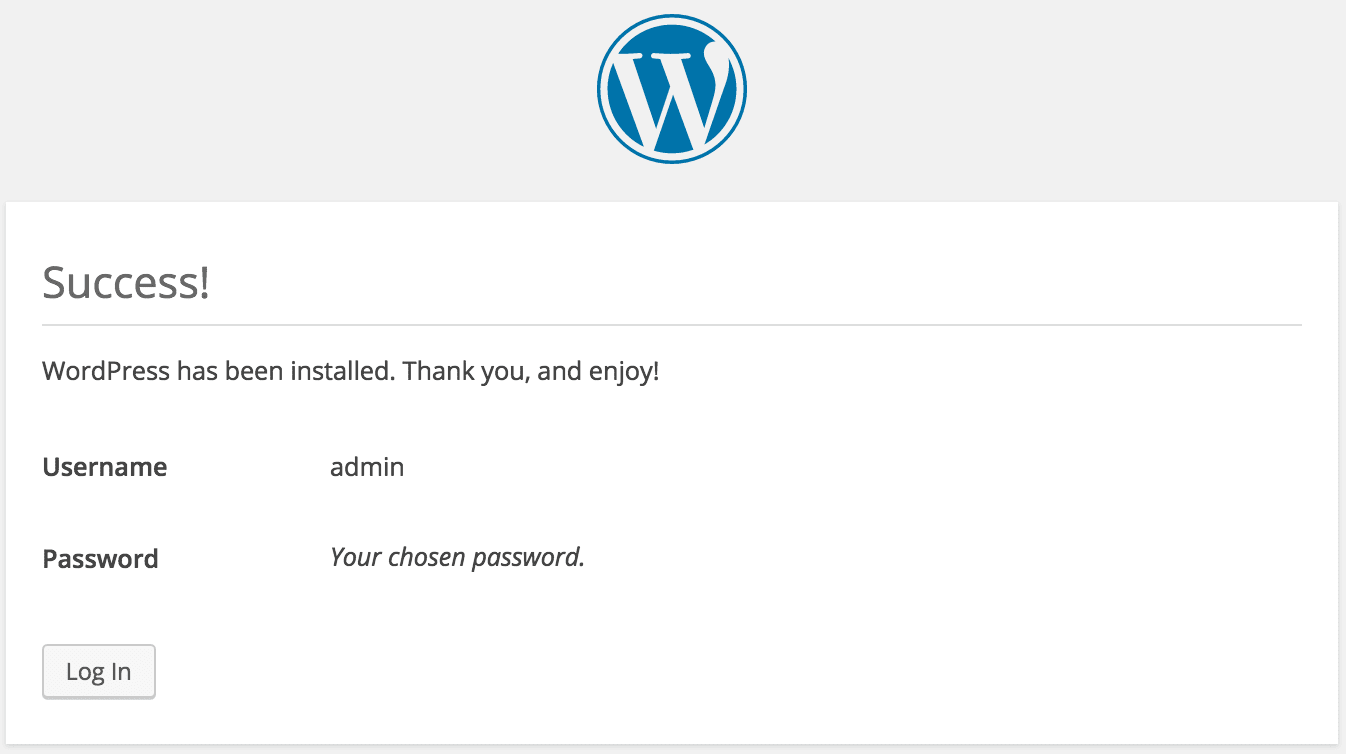 Success!
WordPress has been installed. Thank you, and enjoy!
Username admin
Password Your chosen password.
Log In